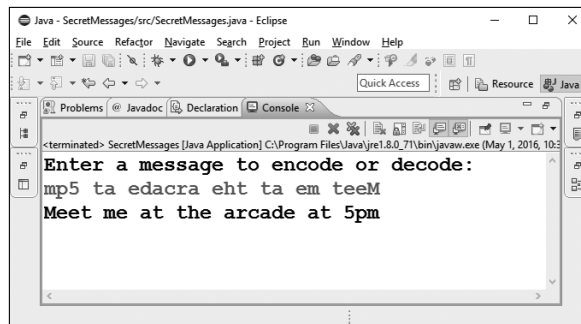 Java - SecretMessages/src/SecretMessages.java - Eclipse
File Edit Source Refactor Navigate Search Project Run Window Help
Quick Access Resource Java
Problems @ Javadoc Declaration Console
<terminated> SecretMessages [Java Application] C:\Program Files\Java\jre1.8.0_71\bin\javaw.exe (May 1, 2016, 10:3
Enter a message to encode or decode:
mp5 ta edacra eht ta em teeM
Meet me at the arcade at 5pm